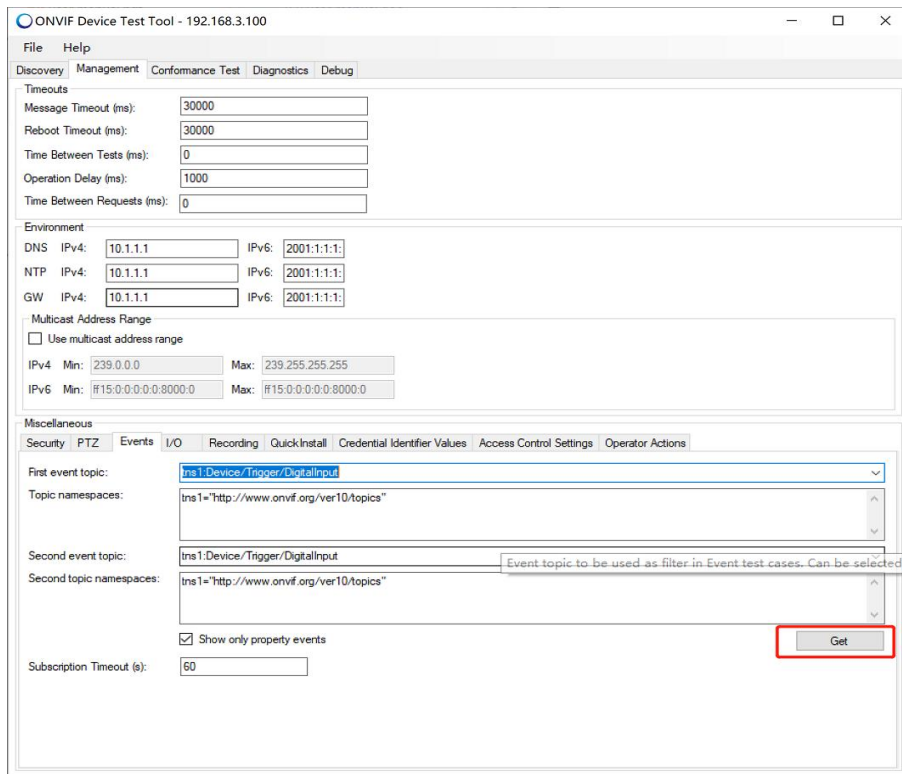 ONVIF Device Test Tool - 192.168.3.100
File Help
Discovery Management Conformance Test Diagnostics Debug
Timeouts
Message Timeout (ms): 30000
Reboot Timeout (ms): 30000
Time Between Tests (ms): 0
Operation Delay (ms): 1000
Time Between Requests (ms): 0
Environment
DNS IPv4: 10.1.1.1 IPv6: 2001:1:1:1:
NTP IPv4: 10.1.1.1 IPv6: 2001:1:1:1:
GW IPv4: 10.1.1.1 IPv6: 2001:1:1:1:
Multicast Address Range
Use multicast address range
IPv4 Min: 239.0.0.0 Max: 239.255.255.255
IPv6 Min: ff15:0:0:0:0:0:8000:0 Max: ff15:0:0:0:0:0:8000:0
Miscellaneous
Security PTZ Events I/O Recording Quick Install Credential Identifier Values Access Control Settings Operator Actions
First event topic: tns1:Device/Trigger/DigitalInput
Topic namespaces: tns1="http://www.onvif.org/ver10/topics"
Second event topic: tns1:Device/Trigger/DigitalInput
Event topic to be used as filter in Event test cases. Can be selected
Second topic namespaces: tns1="http://www.onvif.org/ver10/topics"
Show only property events
Get
Subscription Timeout (s): 60